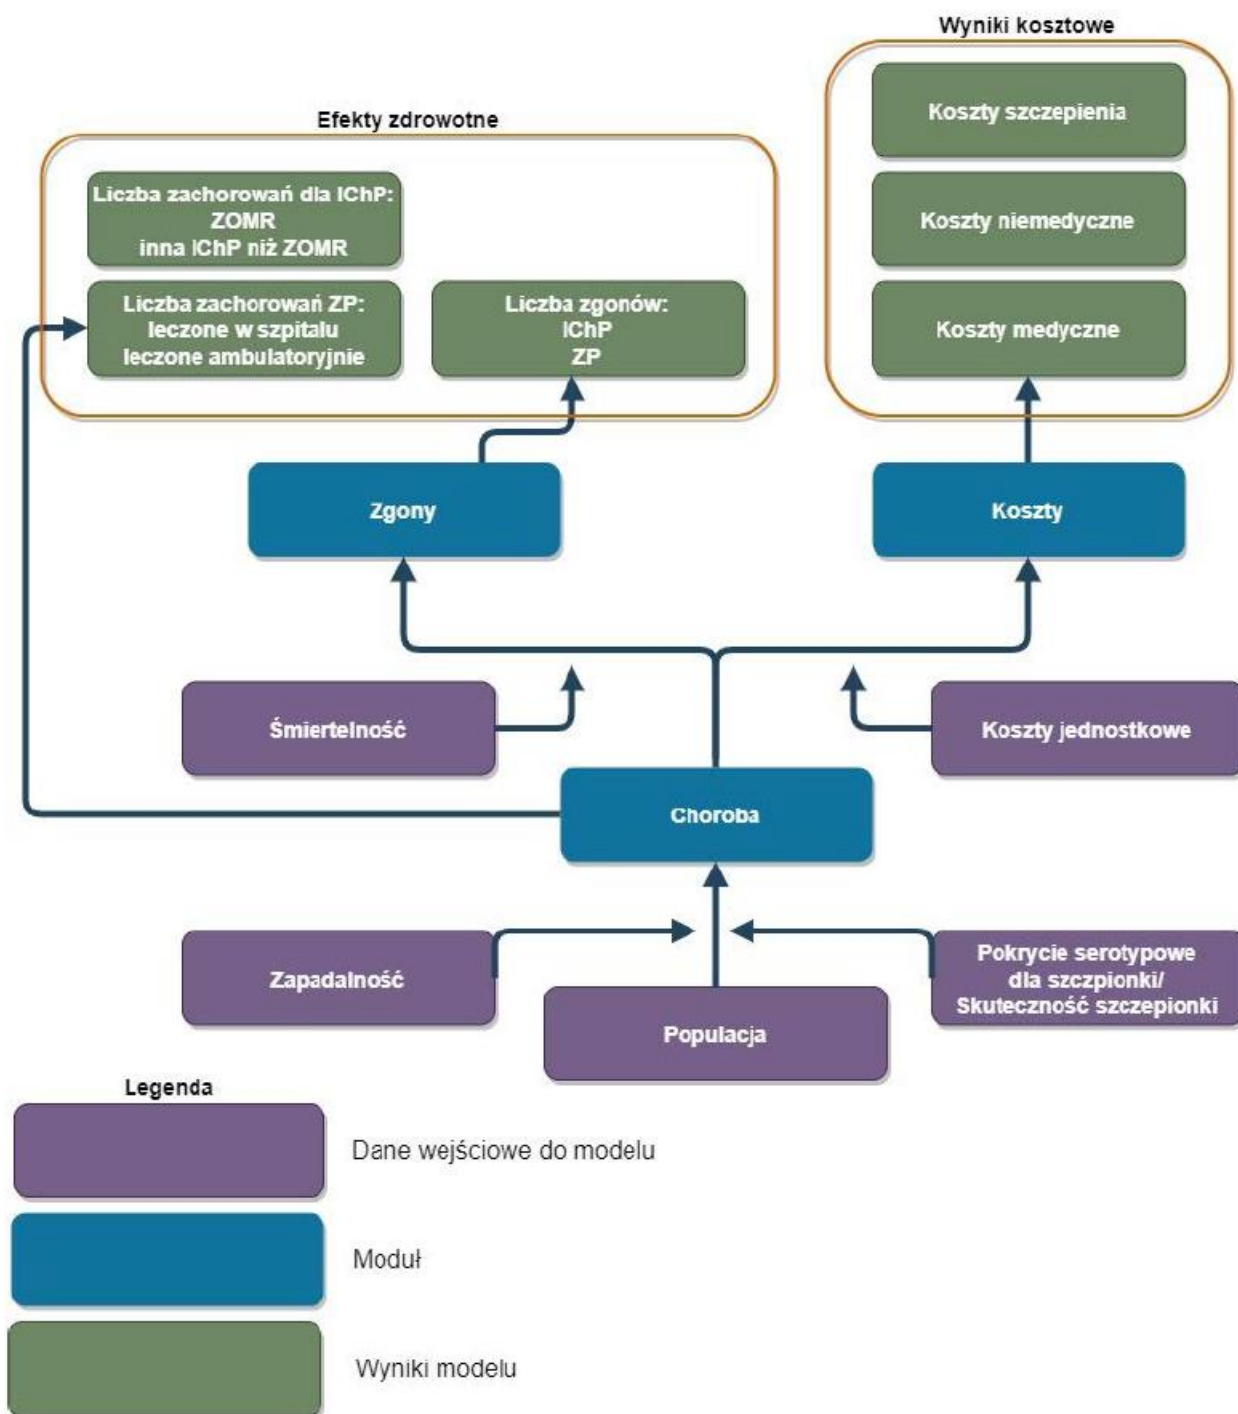 Wyniki kosztowe
Koszty szczepienia
Koszty niemedyczne
Koszty medyczne
Efekty zdrowotne
Liczba zachorowań dla IChP:
ZOMR
inna IChP niż ZOMR
Liczba zachorowań ZP:
leczone w szpitalu
leczone ambulatoryjnie
Liczba zgonów:
IChP
ZP
Zgony
Koszty
Śmiertelność
Koszty jednostkowe
Choroba
Zapadalność
Populacja
Pokrycie serotypowe
dla szczpionki/
Skuteczność szczepionki
Legenda
Dane wejściowe do modelu
Moduł
Wyniki modelu